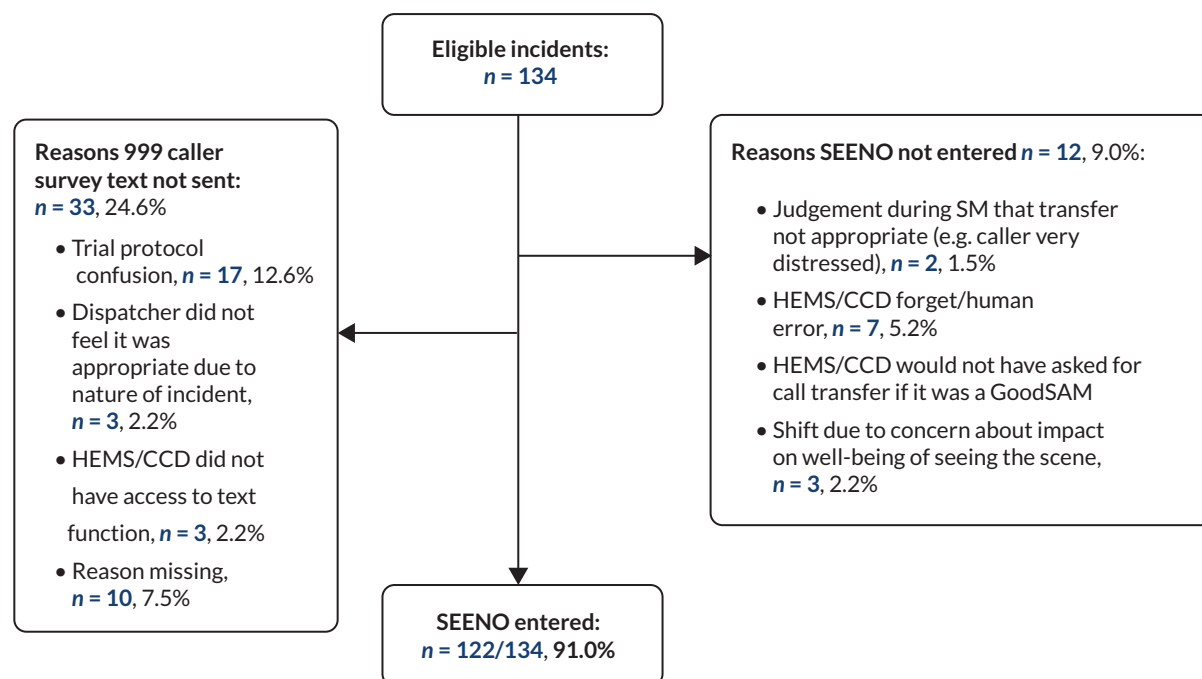 Eligible incidents:
n = 134
Reasons 999 caller
survey text not sent:
n = 33, 24.6%
• Trial protocol
confusion, n = 17, 12.6%
• Dispatcher did not
feel it was
appropriate due to
nature of incident,
n = 3, 2.2%
• HEMS/CCD did not
have access to text
function, n = 3, 2.2%
• Reason missing,
n = 10, 7.5%
Reasons SEENO not entered n = 12, 9.0%:
• Judgement during SM that transfer
not appropriate (e.g. caller very
distressed), n = 2, 1.5%
• HEMS/CCD forget/human
error, n = 7, 5.2%
• HEMS/CCD would not have asked for
call transfer if it was a GoodSAM
• Shift due to concern about impact
on well-being of seeing the scene,
n = 3, 2.2%
SEENO entered:
n = 122/134, 91.0%